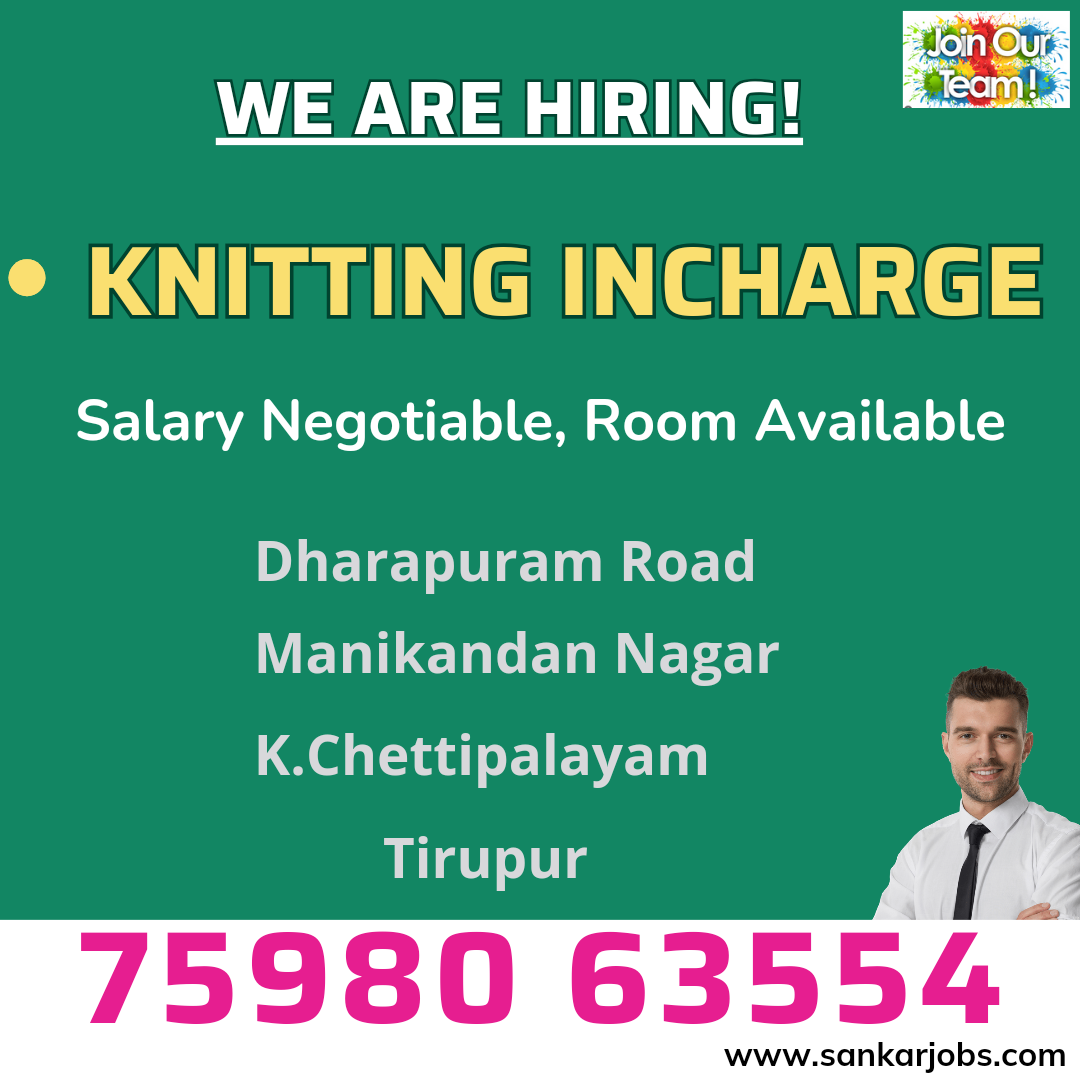 Join Our
Team !
WE ARE HIRING!
• KNITTING INCHARGE
Salary Negotiable, Room Available
Dharapuram Road
Manikandan Nagar
K.Chettipalayam
Tirupur
75980 63554
www.sankarjobs.com